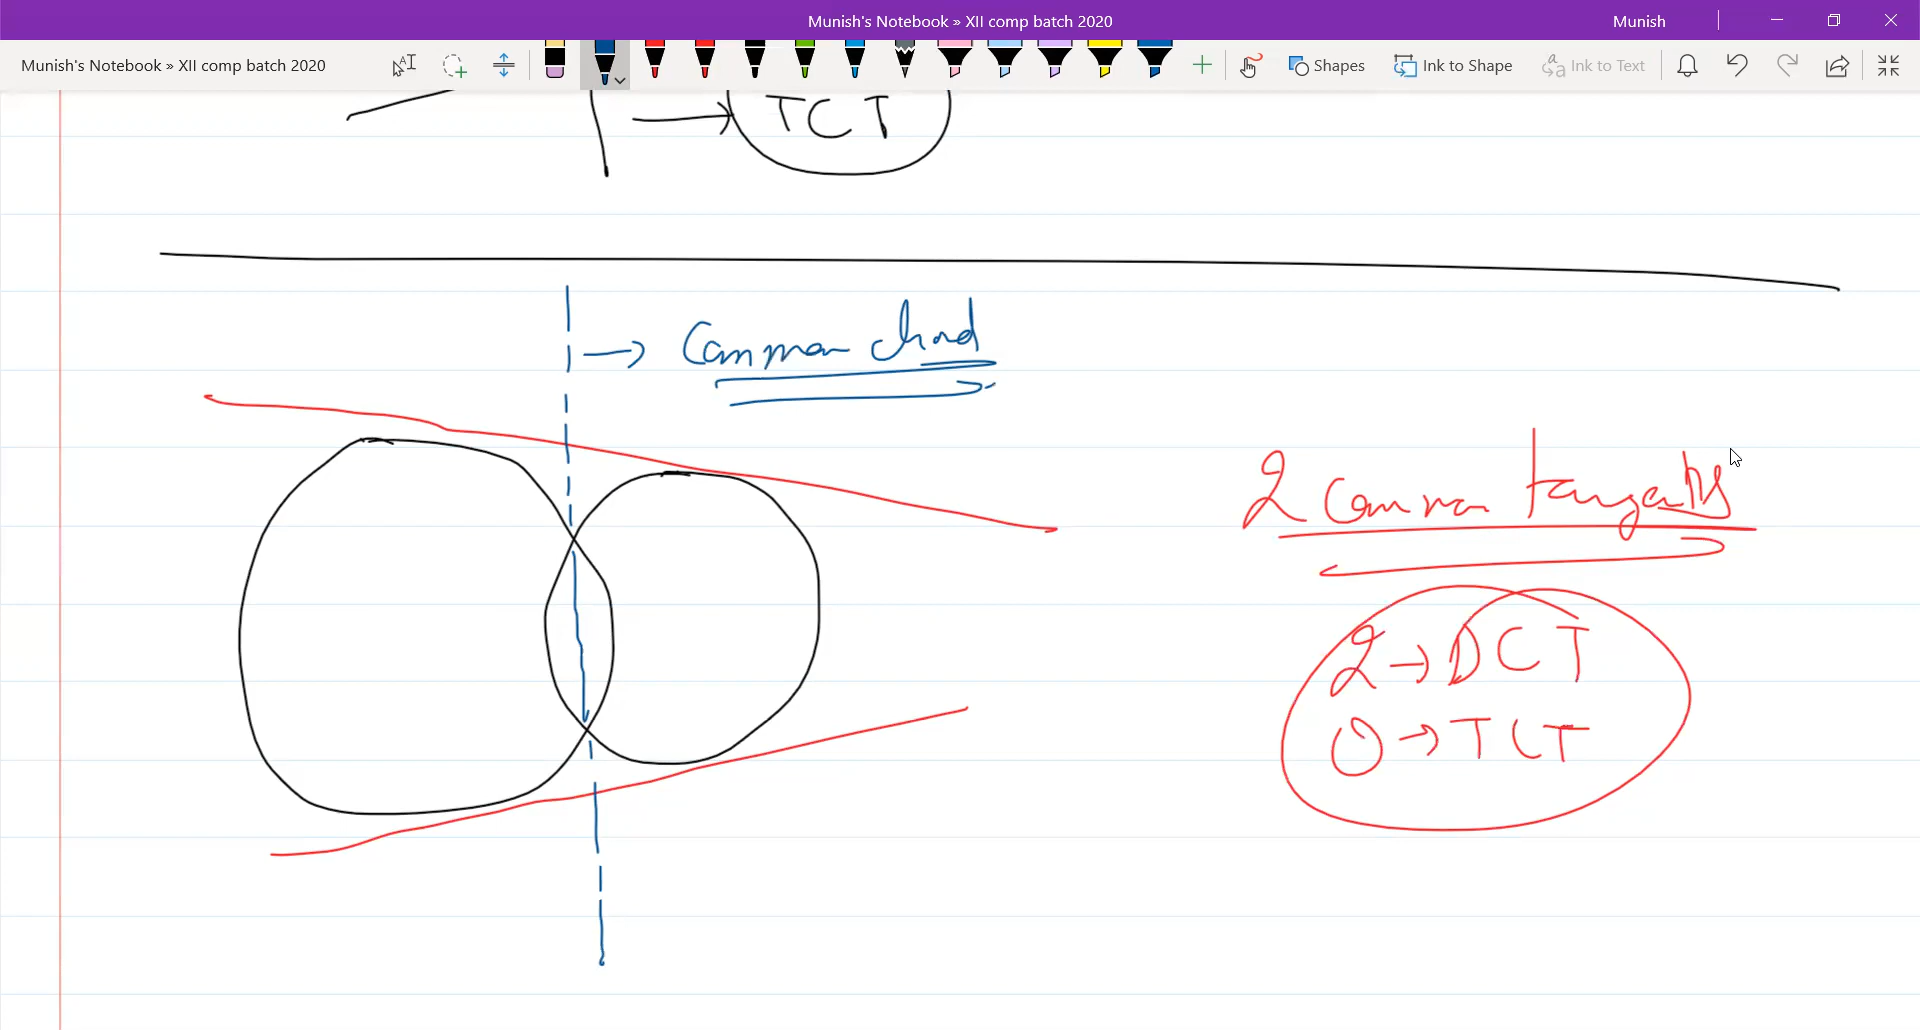 Munish's Notebook » XII comp batch 2020
Munish
Munish's Notebook » XII comp batch 2020
Shapes
Ink to Shape
Ink to Text
TCT
→ Common chord
2 common tangents
2 → DCT
0 → TCT